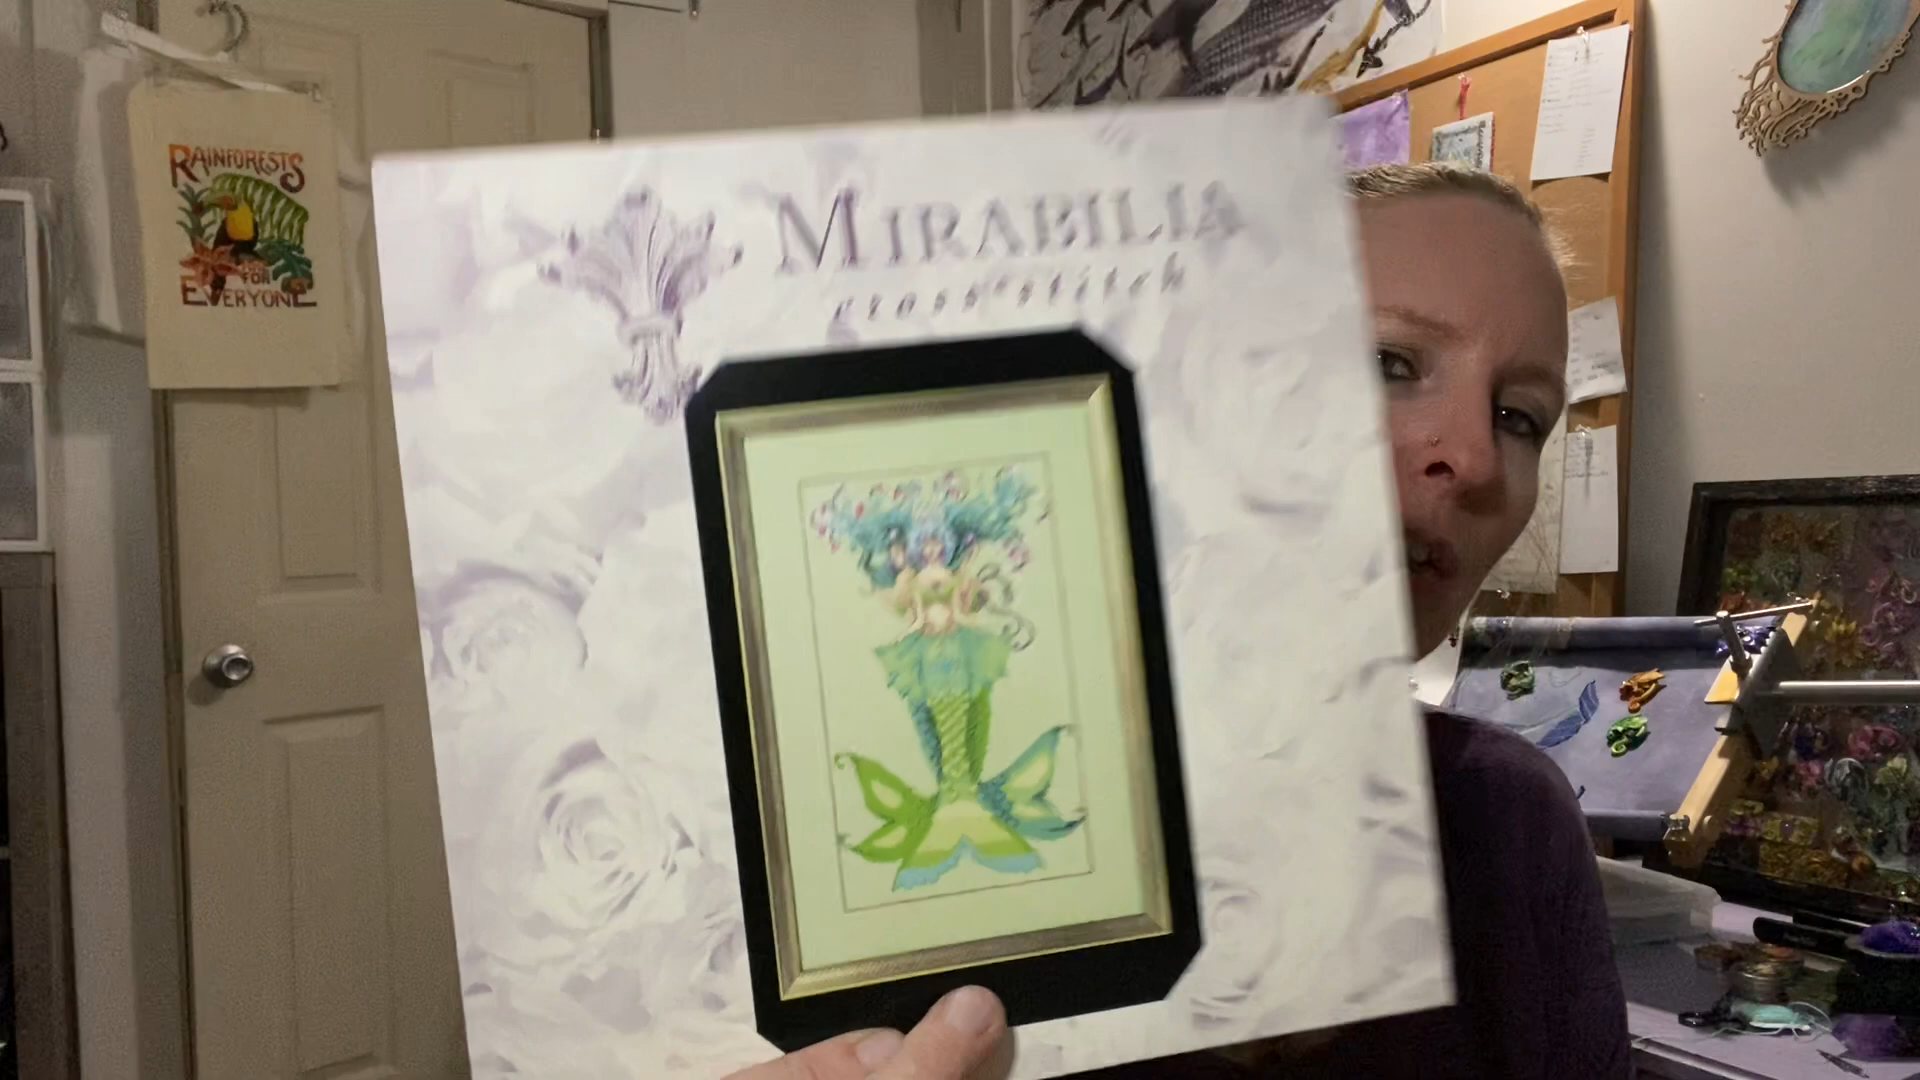 RAINFORESTS
FOR
EVERYONE
MIRABILIA
cross stitch